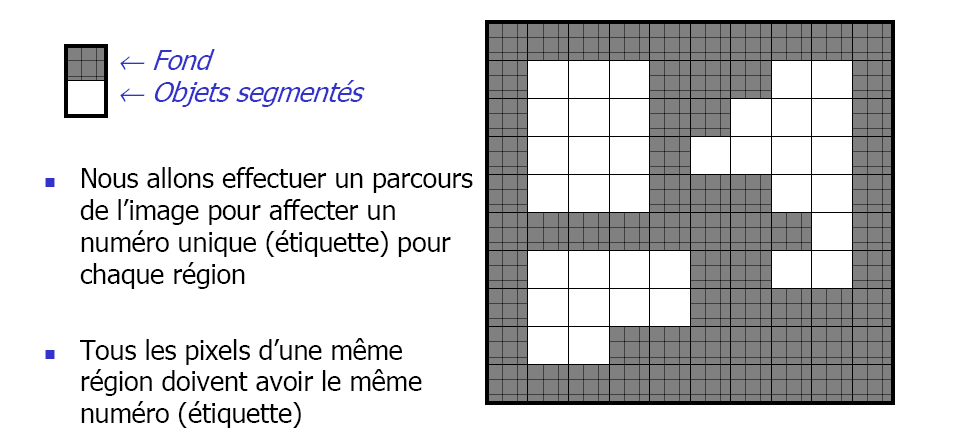 ← Fond
← Objets segmentés
▪ Nous allons effectuer un parcours
de l’image pour affecter un
numéro unique (étiquette) pour
chaque région
▪ Tous les pixels d’une même
région doivent avoir le même
numéro (étiquette)